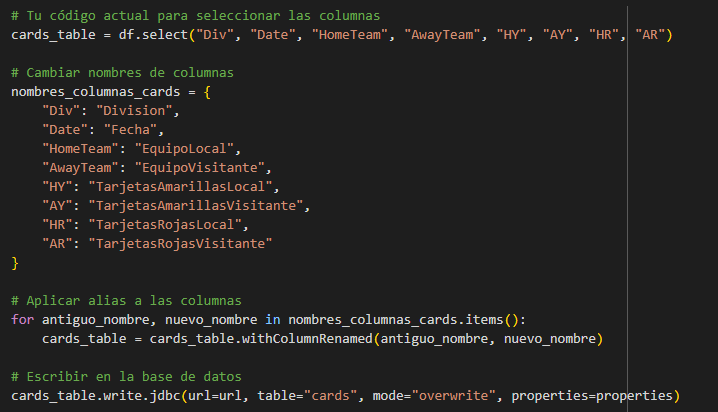 # Tu código actual para seleccionar las columnas
cards_table = df.select("Div", "Date", "HomeTeam", "AwayTeam", "HY", "AY", "HR", "AR")
# Cambiar nombres de columnas
nombres_columnas_cards = {
    "Div": "Division",
    "Date": "Fecha",
    "HomeTeam": "EquipoLocal",
    "AwayTeam": "EquipoVisitante",
    "HY": "TarjetasAmarillasLocal",
    "AY": "TarjetasAmarillasVisitante",
    "HR": "TarjetasRojasLocal",
    "AR": "TarjetasRojasVisitante"
}
# Aplicar alias a las columnas
for antiguo_nombre, nuevo_nombre in nombres_columnas_cards.items():
    cards_table = cards_table.withColumnRenamed(antiguo_nombre, nuevo_nombre)
# Escribir en la base de datos
cards_table.write.jdbc(url=url, table="cards", mode="overwrite", properties=properties)